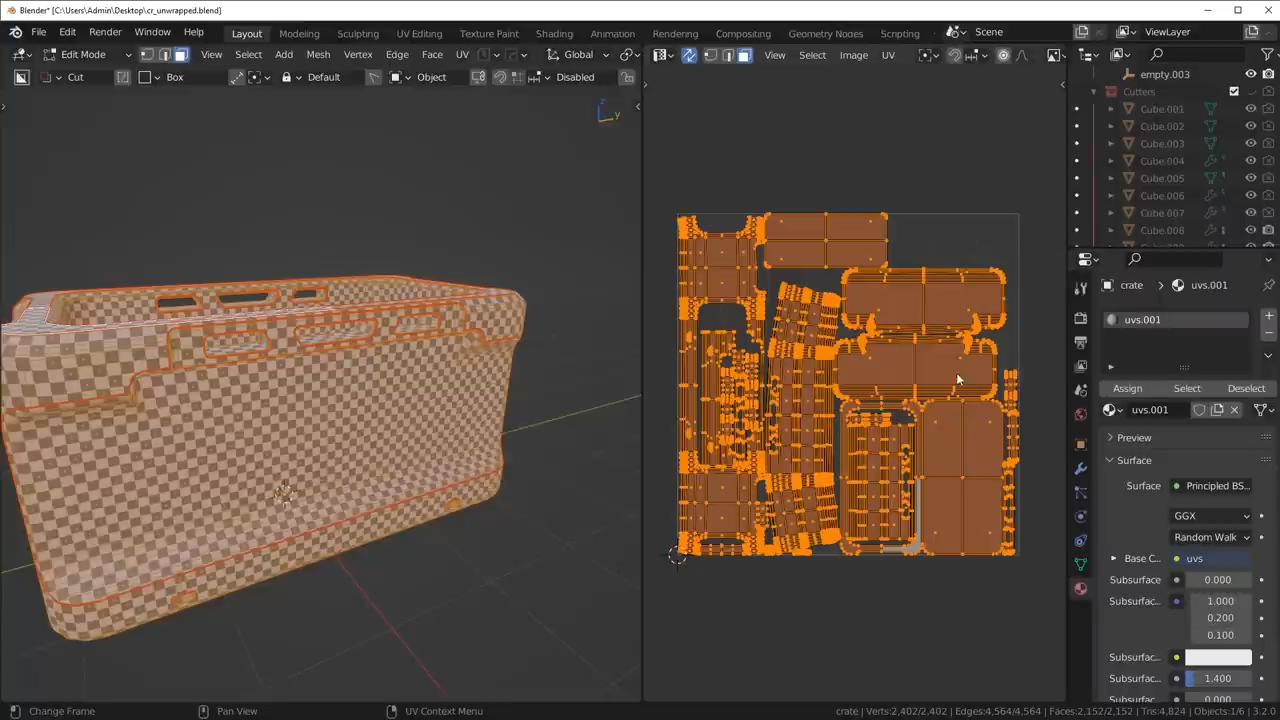 Blender* [C:\Users\Admin\Desktop\cr_unwrapped.blend]
File Edit Render Window Help Layout Modeling Sculpting UV Editing Texture Paint Shading Animation Rendering Compositing Geometry Nodes Scripting Scene ViewLayer
Edit Mode View Select Add Mesh Vertex Edge Face UV Global View Select Image UV
Cut Box Default Object Disabled
empty.003
Cutters
Cube.001
Cube.002
Cube.003
Cube.004
Cube.005
Cube.006
Cube.007
Cube.008
z
y
crate > uvs.001
uvs.001
Assign Select Deselect
uvs.001
Preview
Surface
Surface Principled BS...
GGX
Random Walk
Base C... uvs
Subsurface 0.000
Subsurfac... 1.000
0.200
0.100
Subsurfac...
Subsurfac... 1.400
Subsurfac... 0.000
Change Frame Pan View UV Context Menu crate | Verts:2,402/2,402 | Edges:4,564/4,564 | Faces:2,152/2,152 | Tris:4,824 | Objects:1/6 | 3.2.0